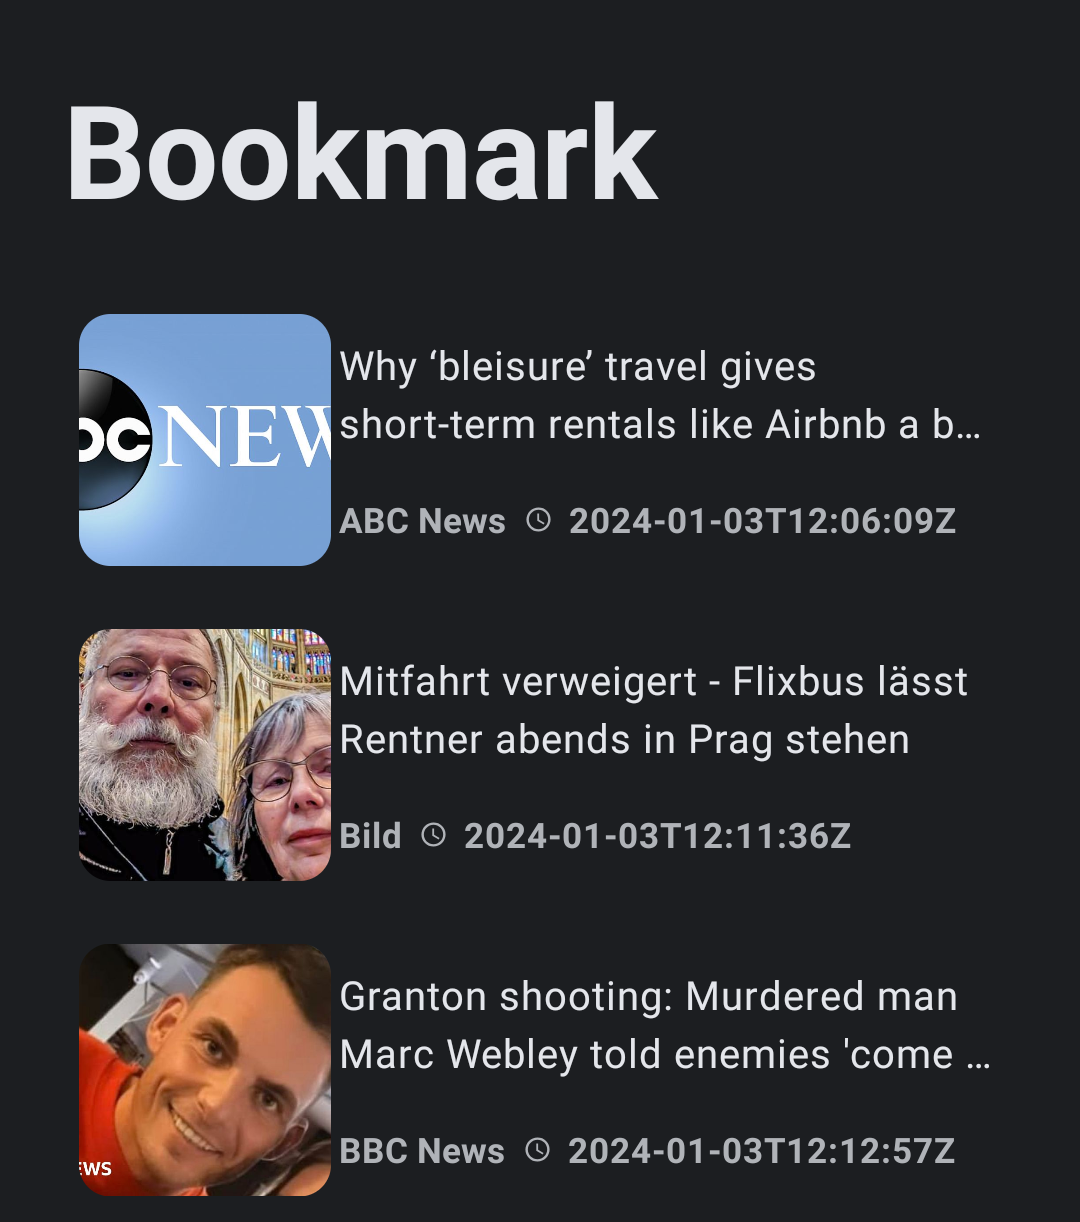 Bookmark
Why ‘bleisure’ travel gives
short-term rentals like Airbnb a b…
ABC News 2024-01-03T12:06:09Z
bc NEW
Mitfahrt verweigert - Flixbus lässt
Rentner abends in Prag stehen
Bild 2024-01-03T12:11:36Z
Granton shooting: Murdered man
Marc Webley told enemies 'come …
BBC News 2024-01-03T12:12:57Z
EWS